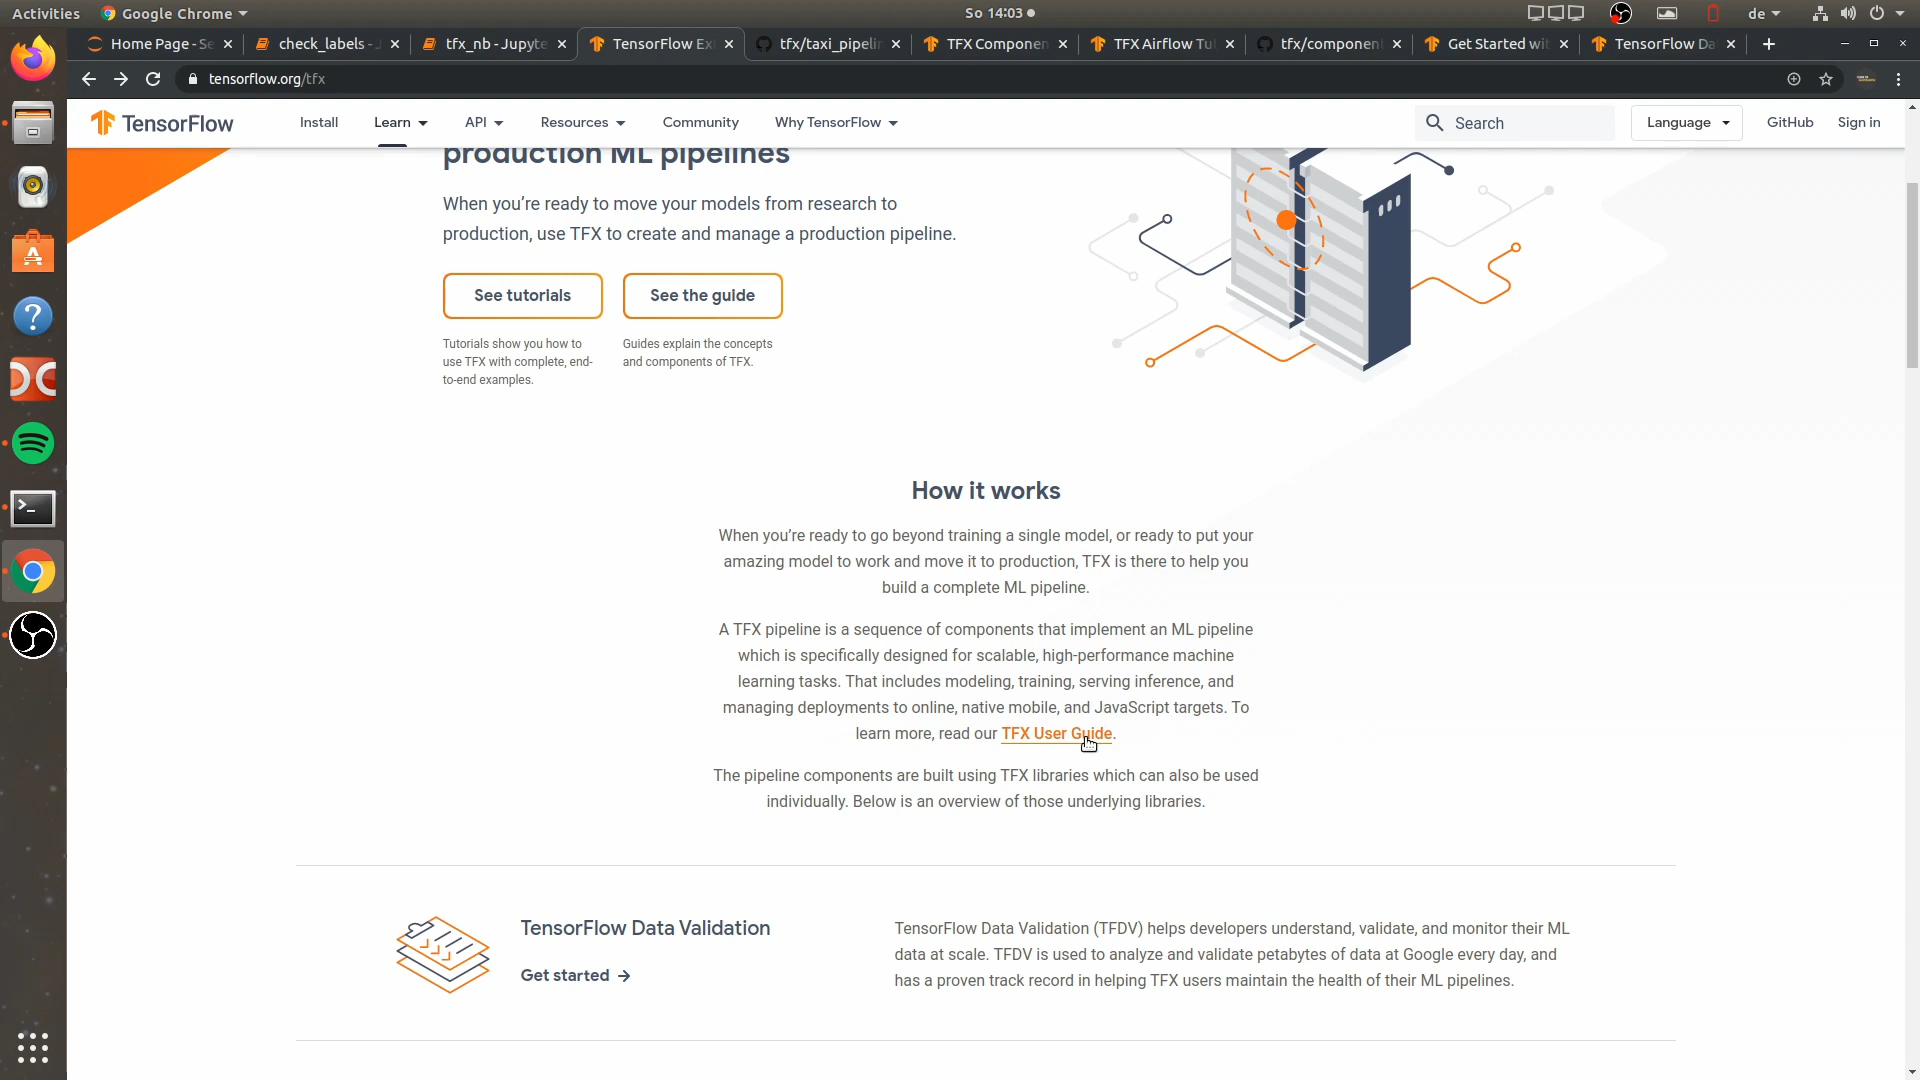 Activities
Google Chrome
So 14:03
de
Home Page - Se
check_labels - J
tfx_nb - Jupyte
TensorFlow Ex
tfx/taxi_pipelin
TFX Componen
TFX Airflow Tu
tfx/componen
Get Started wit
TensorFlow Da
tensorflow.org/tfx
TensorFlow
Install
Learn
API
Resources
Community
Why TensorFlow
Search
Language
GitHub
Sign in
production ML pipelines
When you’re ready to move your models from research to
production, use TFX to create and manage a production pipeline.
See tutorials
See the guide
Tutorials show you how to
use TFX with complete, end-
to-end examples.
Guides explain the concepts
and components of TFX.
How it works
When you’re ready to go beyond training a single model, or ready to put your
amazing model to work and move it to production, TFX is there to help you
build a complete ML pipeline.
A TFX pipeline is a sequence of components that implement an ML pipeline
which is specifically designed for scalable, high-performance machine
learning tasks. That includes modeling, training, serving inference, and
managing deployments to online, native mobile, and JavaScript targets. To
learn more, read our TFX User Guide.
The pipeline components are built using TFX libraries which can also be used
individually. Below is an overview of those underlying libraries.
TensorFlow Data Validation
Get started →
TensorFlow Data Validation (TFDV) helps developers understand, validate, and monitor their ML
data at scale. TFDV is used to analyze and validate petabytes of data at Google every day, and
has a proven track record in helping TFX users maintain the health of their ML pipelines.